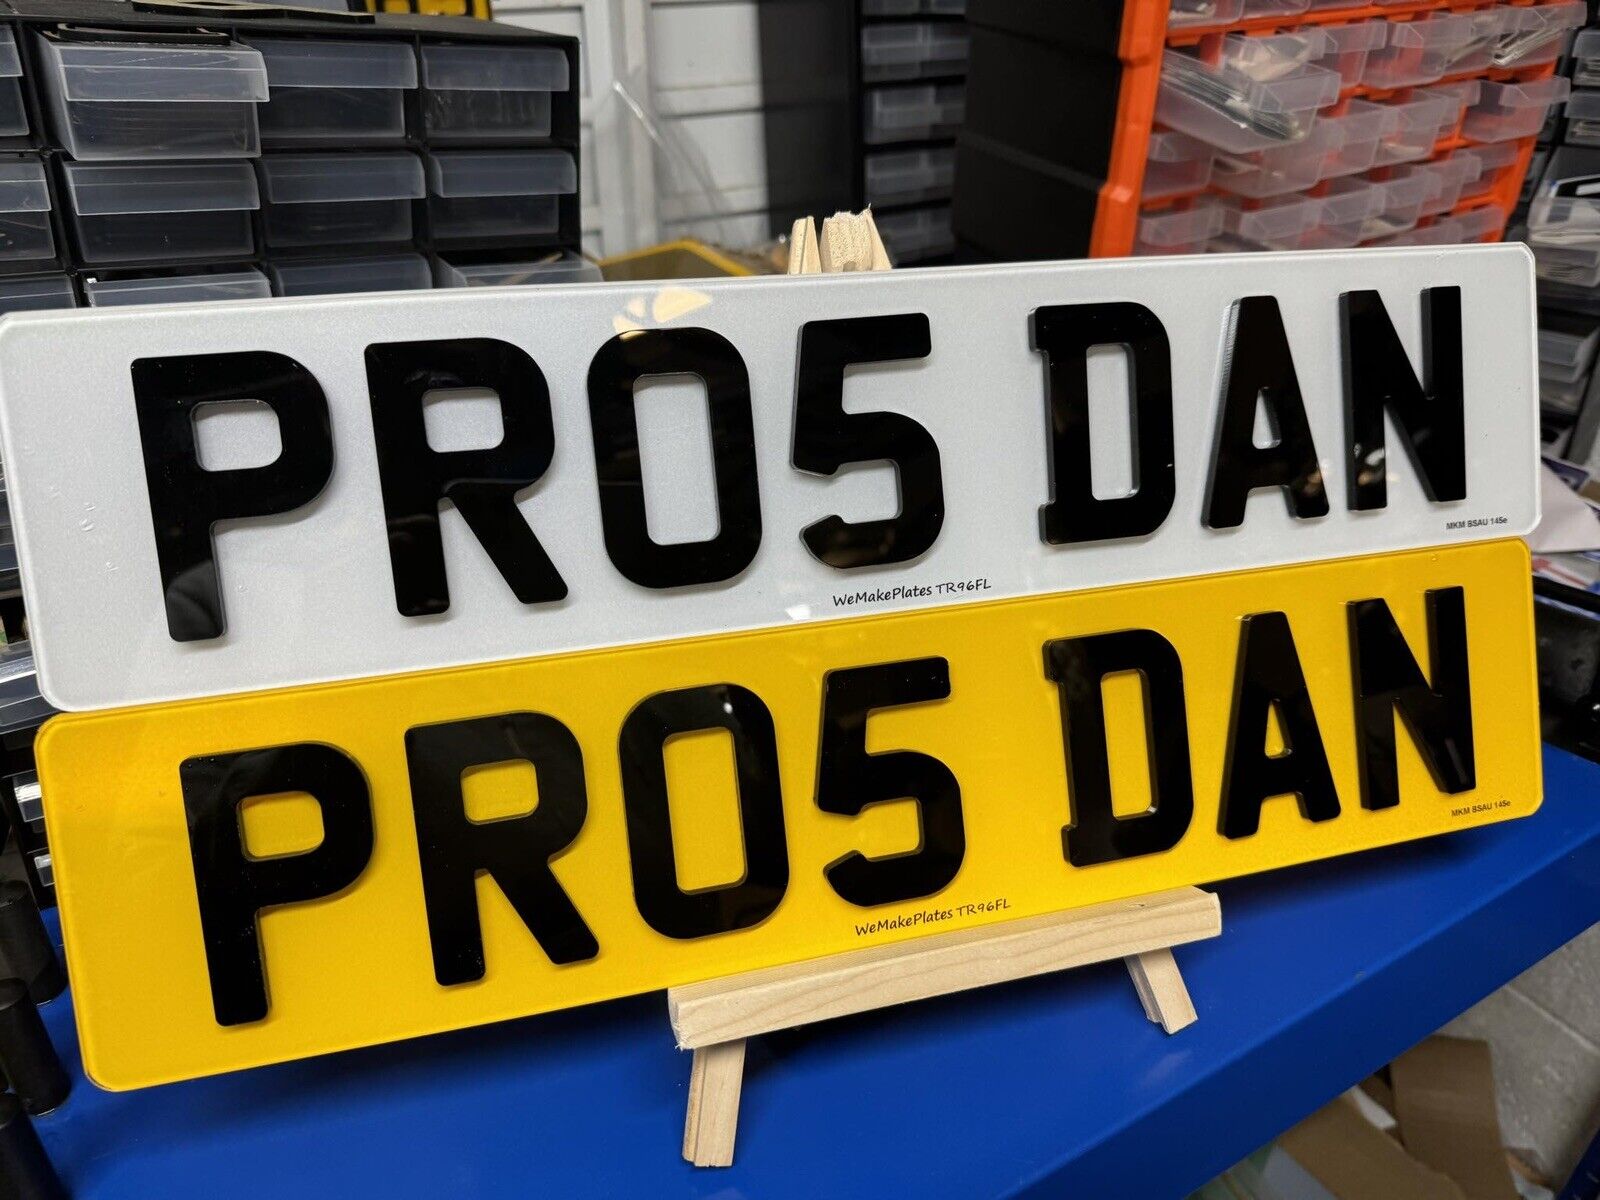 PR05 DAN
MKM BSAU 145e
WeMakePlates TR96FL
PR05 DAN
MKM BSAU 145e
WeMakePlates TR96FL